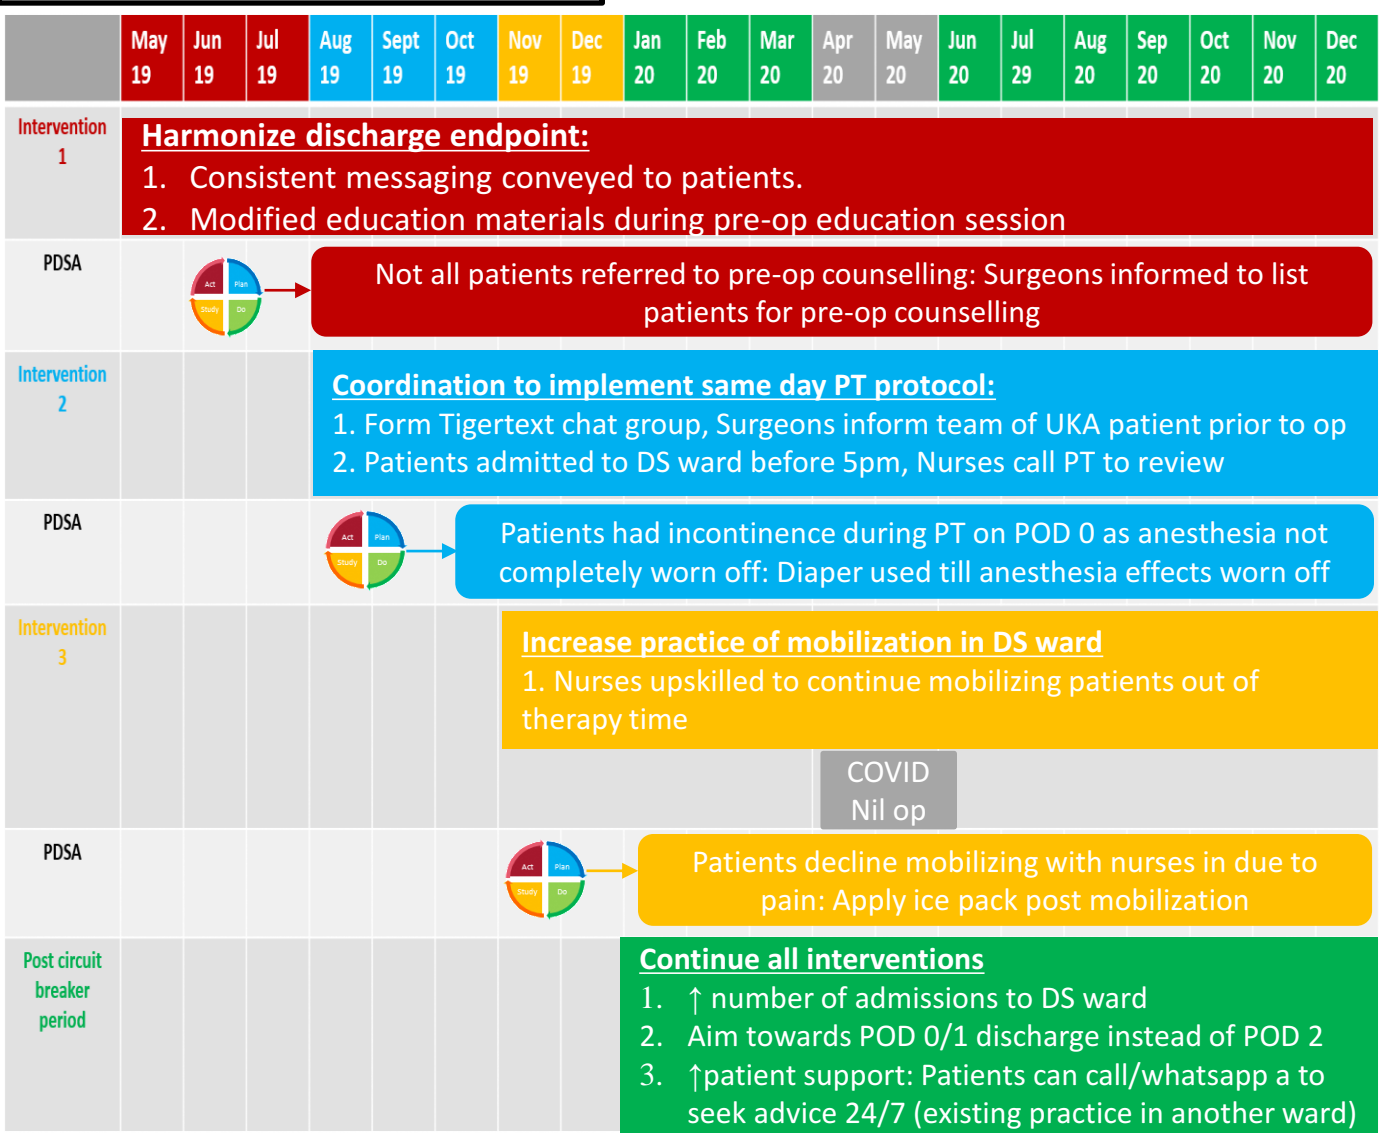 May Jun Jul Aug Sept Oct Nov Dec Jan Feb Mar Apr May Jun Jul Aug Sep Oct Nov Dec
19 19 19 19 19 19 19 19 20 20 20 20 20 20 29 20 20 20 20 20
Intervention
1
Harmonize discharge endpoint:
1. Consistent messaging conveyed to patients.
2. Modified education materials during pre-op education session
PDSA
Act Plan
Study Do
Not all patients referred to pre-op counselling: Surgeons informed to list
patients for pre-op counselling
Intervention
2
Coordination to implement same day PT protocol:
1. Form Tigertext chat group, Surgeons inform team of UKA patient prior to op
2. Patients admitted to DS ward before 5pm, Nurses call PT to review
PDSA
Act Plan
Study Do
Patients had incontinence during PT on POD 0 as anesthesia not
completely worn off: Diaper used till anesthesia effects worn off
Intervention
3
Increase practice of mobilization in DS ward
1. Nurses upskilled to continue mobilizing patients out of
therapy time
COVID
Nil op
PDSA
Act Plan
Study Do
Patients decline mobilizing with nurses in due to
pain: Apply ice pack post mobilization
Post circuit
breaker
period
Continue all interventions
1. ↑ number of admissions to DS ward
2. Aim towards POD 0/1 discharge instead of POD 2
3. ↑patient support: Patients can call/whatsapp a to
seek advice 24/7 (existing practice in another ward)